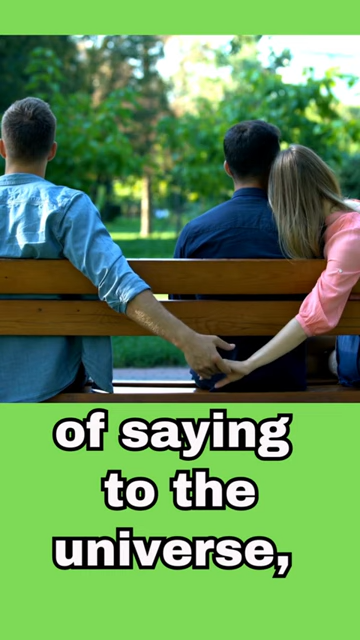 of saying
to the
universe,